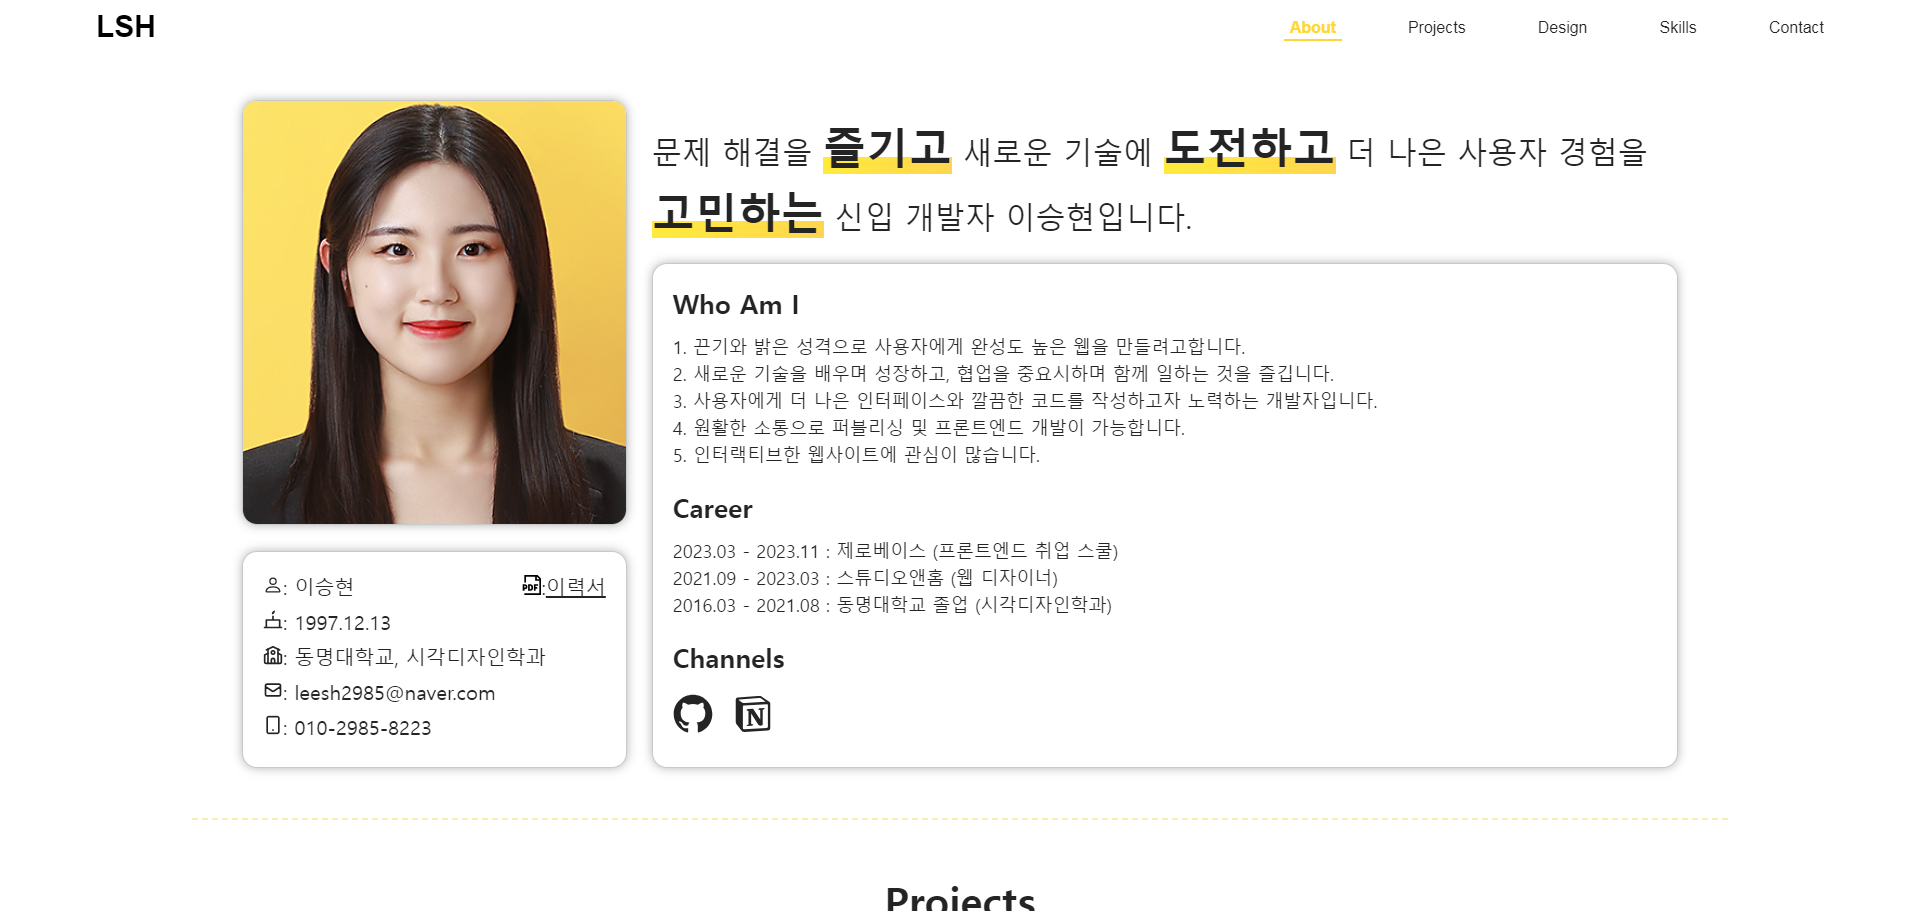 LSH
About
Projects
Design
Skills
Contact
문제 해결을 즐기고 새로운 기술에 도전하고 더 나은 사용자 경험을
고민하는 신입 개발자 이승현입니다.
Who Am I
1. 끈기와 밝은 성격으로 사용자에게 완성도 높은 웹을 만들려고합니다.
2. 새로운 기술을 배우며 성장하고, 협업을 중요시하며 함께 일하는 것을 즐깁니다.
3. 사용자에게 더 나은 인터페이스와 깔끔한 코드를 작성하고자 노력하는 개발자입니다.
4. 원활한 소통으로 퍼블리싱 및 프론트엔드 개발이 가능합니다.
5. 인터랙티브한 웹사이트에 관심이 많습니다.
Career
2023.03 - 2023.11 : 제로베이스 (프론트엔드 취업 스쿨)
2021.09 - 2023.03 : 스튜디오앤홈 (웹 디자이너)
2016.03 - 2021.08 : 동명대학교 졸업 (시각디자인학과)
Channels
N
: 이승현
PDF :이력서
: 1997.12.13
: 동명대학교, 시각디자인학과
: leesh2985@naver.com
: 010-2985-8223
Projects